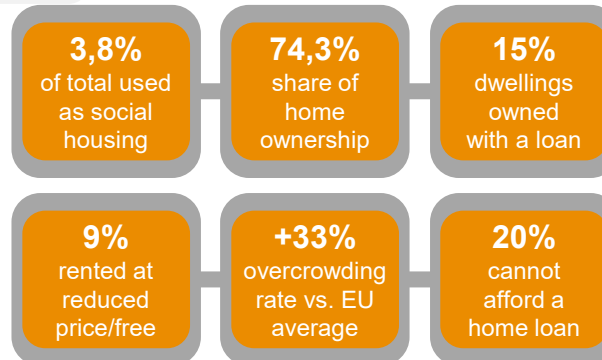 3,8%
of total used
as social
housing
74,3%
share of
home
ownership
15%
dwellings
owned
with a loan
9%
rented at
reduced
price/free
+33%
overcrowding
rate vs. EU
average
20%
cannot
afford a
home loan